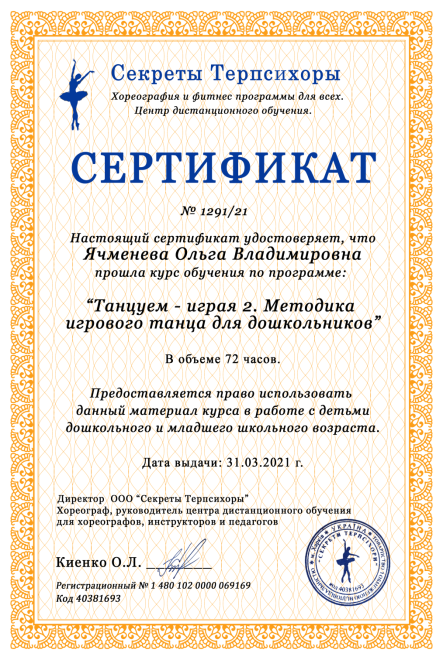 Секреты Терпсихоры
Хореография и фитнес программы для всех.
Центр дистанционного обучения.
СЕРТИФИКАТ
№ 1291/21
Настоящий сертификат удостоверяет, что
Ячменева Ольга Владимировна
прошла курс обучения по программе:
“Танцуем - играя 2. Методика
игрового танца для дошкольников”
В объеме 72 часов.
Предоставляется право использовать
данный материал курса в работе с детьми
дошкольного и младшего школьного возраста.
Дата выдачи: 31.03.2021 г.
Директор ООО “Секреты Терпсихоры”
Хореограф, руководитель центра дистанционного обучения
для хореографов, инструкторов и педагогов
Киенко О.Л.
Регистрационный № 1 480 102 0000 069169
Код 40381693
УКРАЇНА
СЕКРЕТИ ТЕРПСІХОРИ
код 40381693